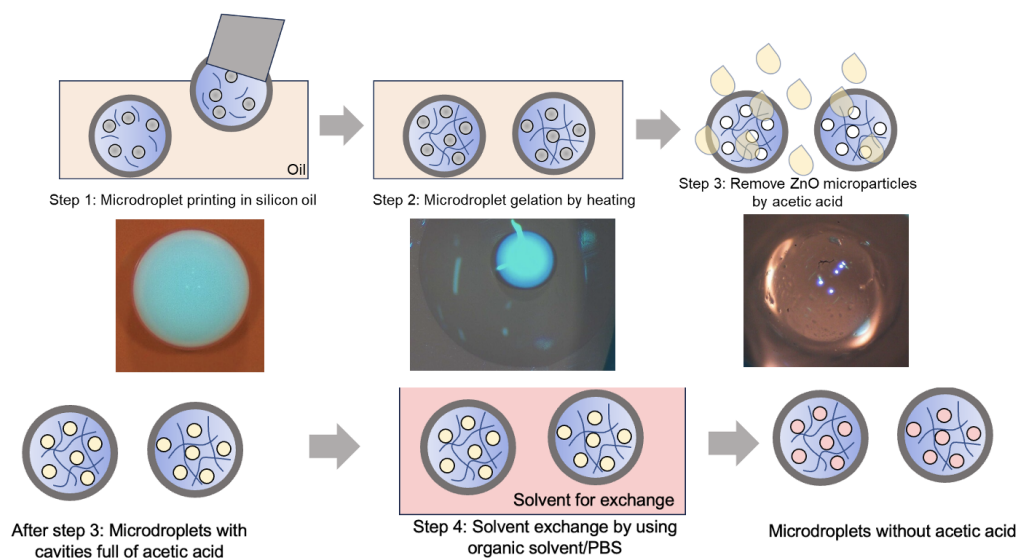 Oil
Step 1: Microdroplet printing in silicon oil
Step 2: Microdroplet gelation by heating
Step 3: Remove ZnO microparticles
by acetic acid
Solvent for exchange
After step 3: Microdroplets with
cavities full of acetic acid
Step 4: Solvent exchange by using
organic solvent/PBS
Microdroplets without acetic acid